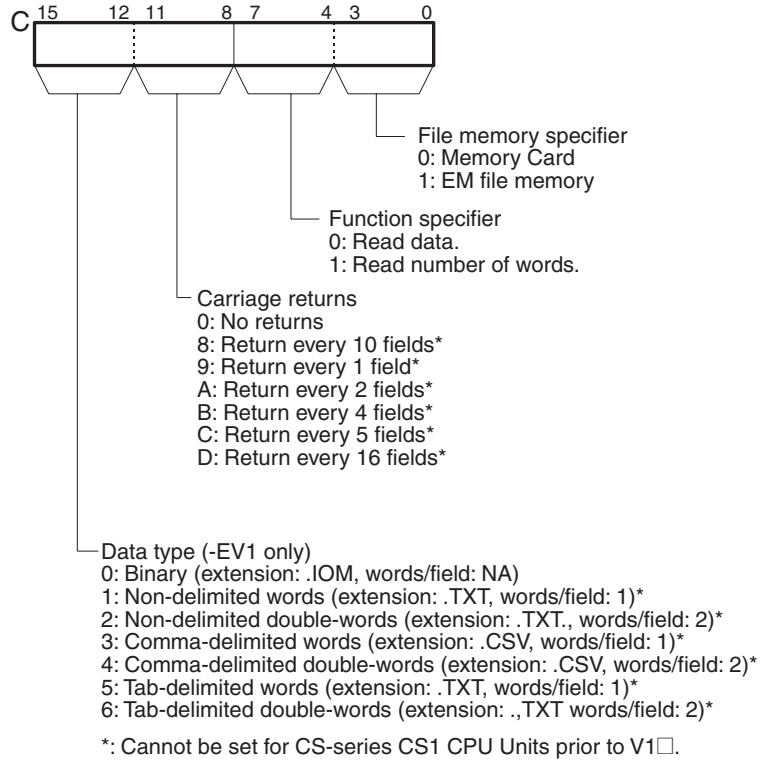 C 15 12 11 8 7 4 3 0
File memory specifier
0: Memory Card
1: EM file memory
Function specifier
0: Read data.
1: Read number of words.
Carriage returns
0: No returns
8: Return every 10 fields*
9: Return every 1 field*
A: Return every 2 fields*
B: Return every 4 fields*
C: Return every 5 fields*
D: Return every 16 fields*
Data type (-EV1 only)
0: Binary (extension: .IOM, words/field: NA)
1: Non-delimited words (extension: .TXT, words/field: 1)*
2: Non-delimited double-words (extension: .TXT., words/field: 2)*
3: Comma-delimited words (extension: .CSV, words/field: 1)*
4: Comma-delimited double-words (extension: .CSV, words/field: 2)*
5: Tab-delimited words (extension: .TXT, words/field: 1)*
6: Tab-delimited double-words (extension: .,TXT words/field: 2)*
*: Cannot be set for CS-series CS1 CPU Units prior to V1□.